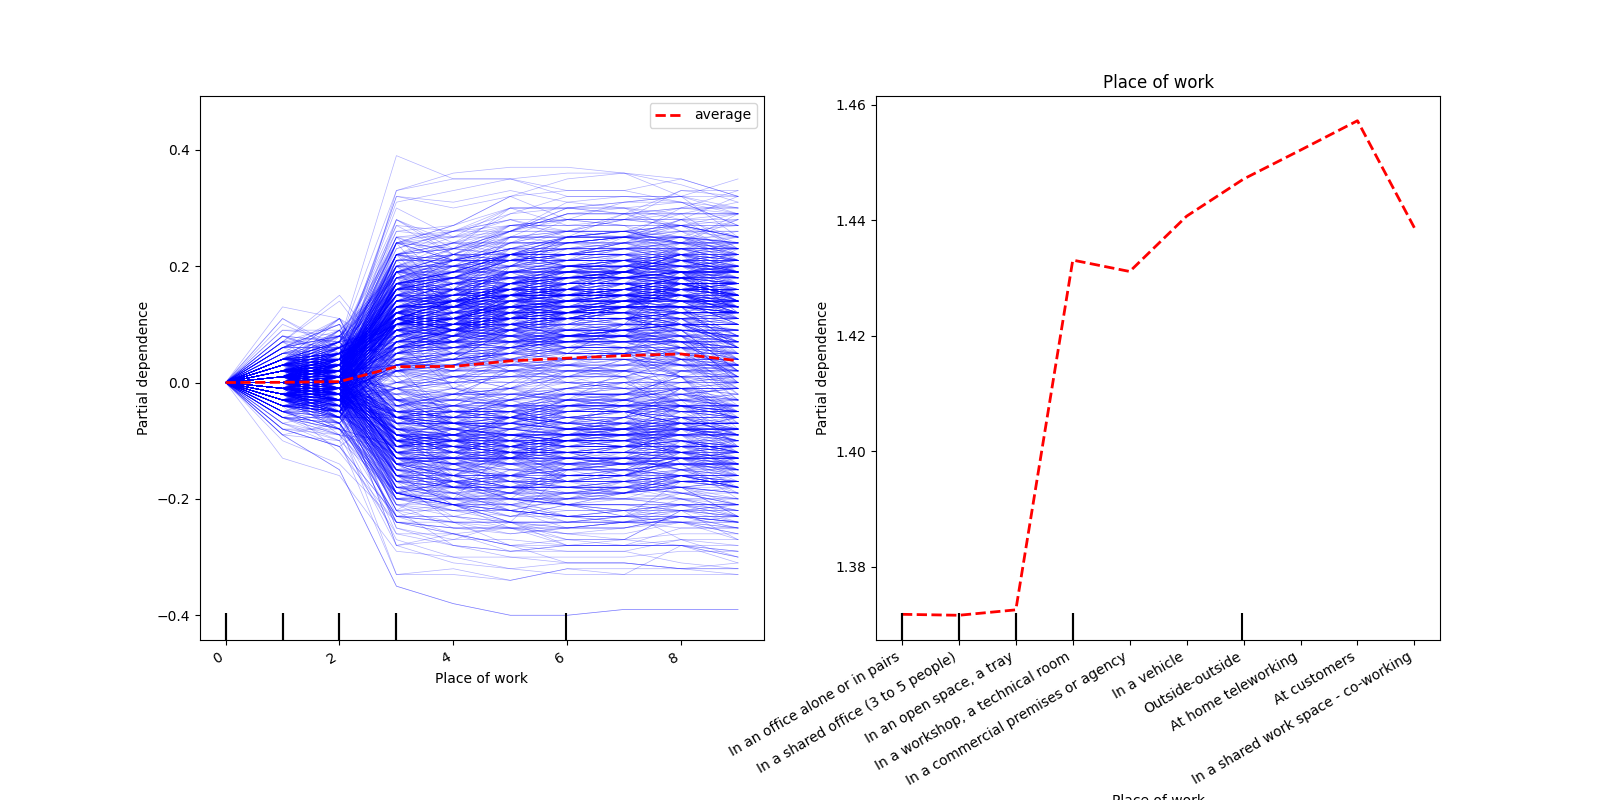 average
0.4
0.2
0.0
−0.2
−0.4
Partial dependence
0
2
4
6
8
Place of work
Place of work
1.46
1.44
1.42
1.40
1.38
Partial dependence
In an office alone or in pairs
In a shared office (3 to 5 people)
In an open space, a tray
In a workshop, a technical room
In a commercial premises or agency
In a vehicle
Outside-outside
At home teleworking
At customers
In a shared work space - co-working
Place of work